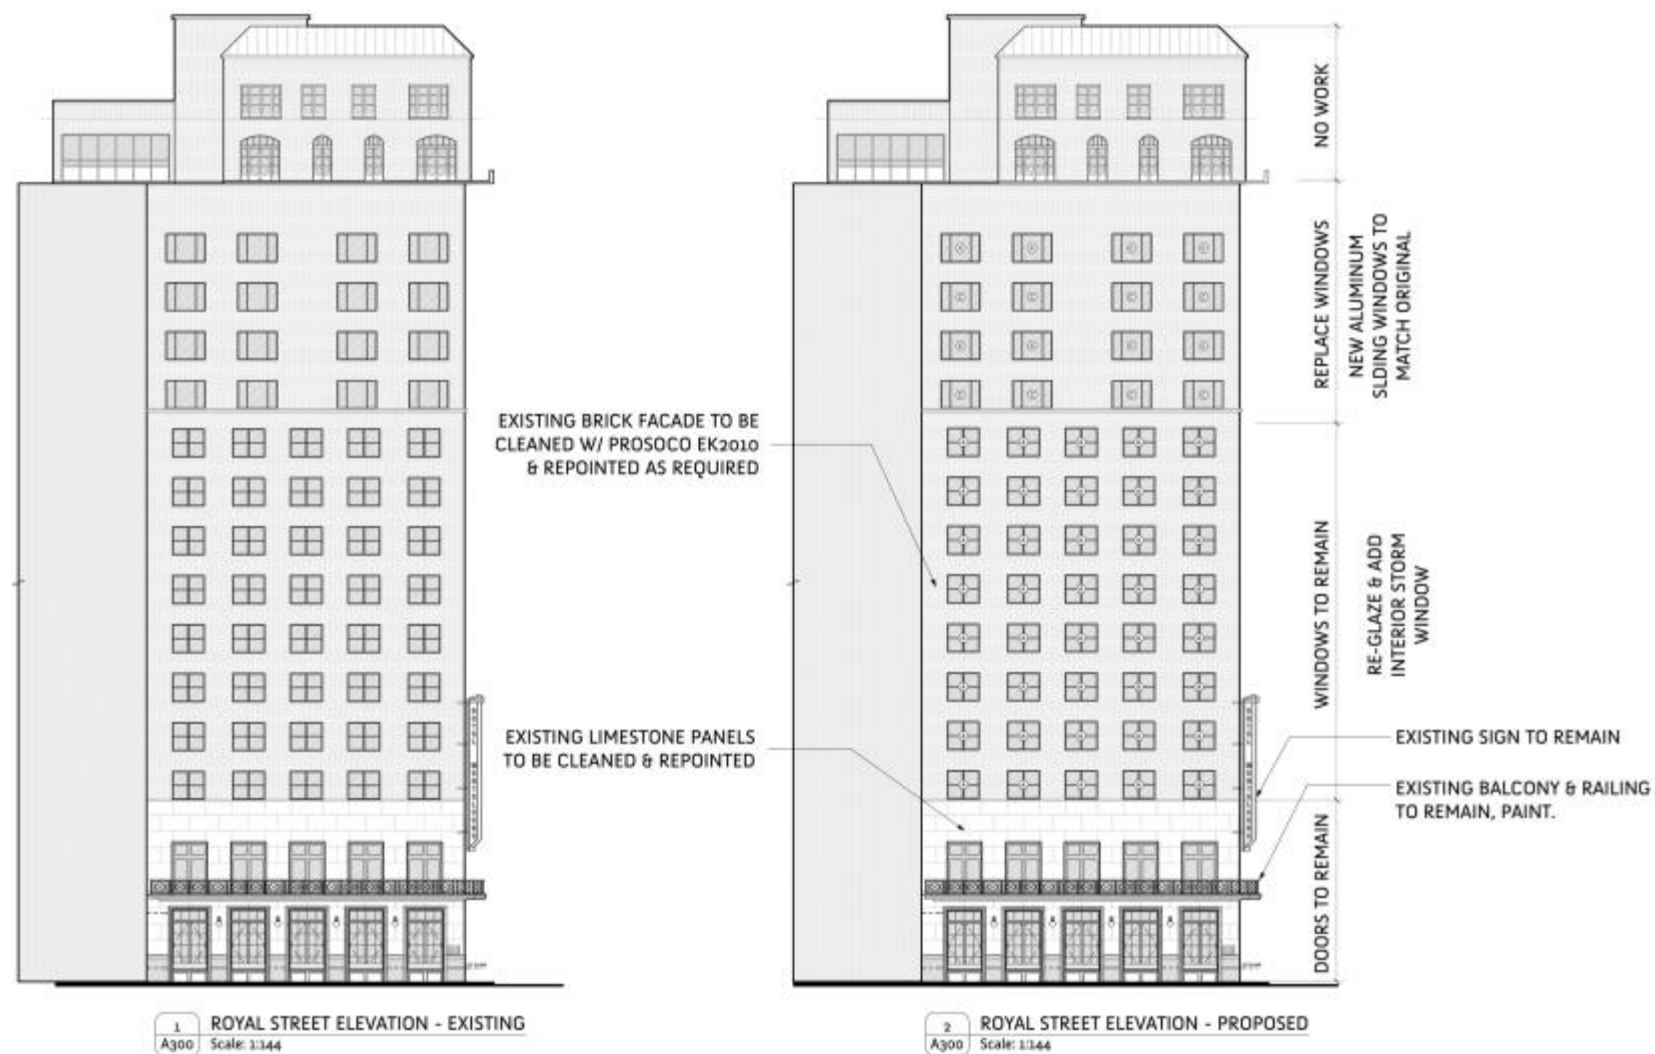 EXISTING BRICK FACADE TO BE
CLEANED W/ PROSOCO EK2010
& REPOINTED AS REQUIRED
EXISTING LIMESTONE PANELS
TO BE CLEANED & REPOINTED
NO WORK
REPLACE WINDOWS
NEW ALUMINUM
SLDING WINDOWS TO
MATCH ORIGINAL
WINDOWS TO REMAIN
RE-GLAZE & ADD
INTERIOR STORM
WINDOW
EXISTING SIGN TO REMAIN
EXISTING BALCONY & RAILING
TO REMAIN, PAINT.
DOORS TO REMAIN
1
A300
ROYAL STREET ELEVATION - EXISTING
Scale: 1:144
2
A300
ROYAL STREET ELEVATION - PROPOSED
Scale: 1:144